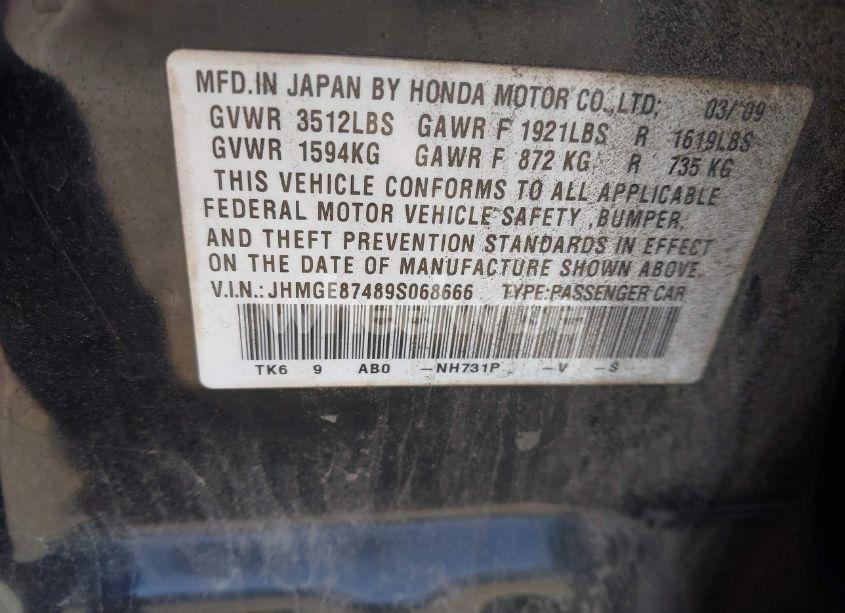 MFD.IN JAPAN BY HONDA MOTOR CO.,LTD; 03/'09
GVWR 3512LBS GAWR F 1921LBS R 1619LBS
GVWR 1594KG GAWR F 872 KG R 735 KG
THIS VEHICLE CONFORMS TO ALL APPLICABLE
FEDERAL MOTOR VEHICLE SAFETY ,BUMPER,
AND THEFT PREVENTION STANDARDS IN EFFECT
ON THE DATE OF MANUFACTURE SHOWN ABOVE.
V.I.N.: JHMGE87489S068666 TYPE:PASSENGER CAR
TK6 9 AB0 -NH731P -V -S